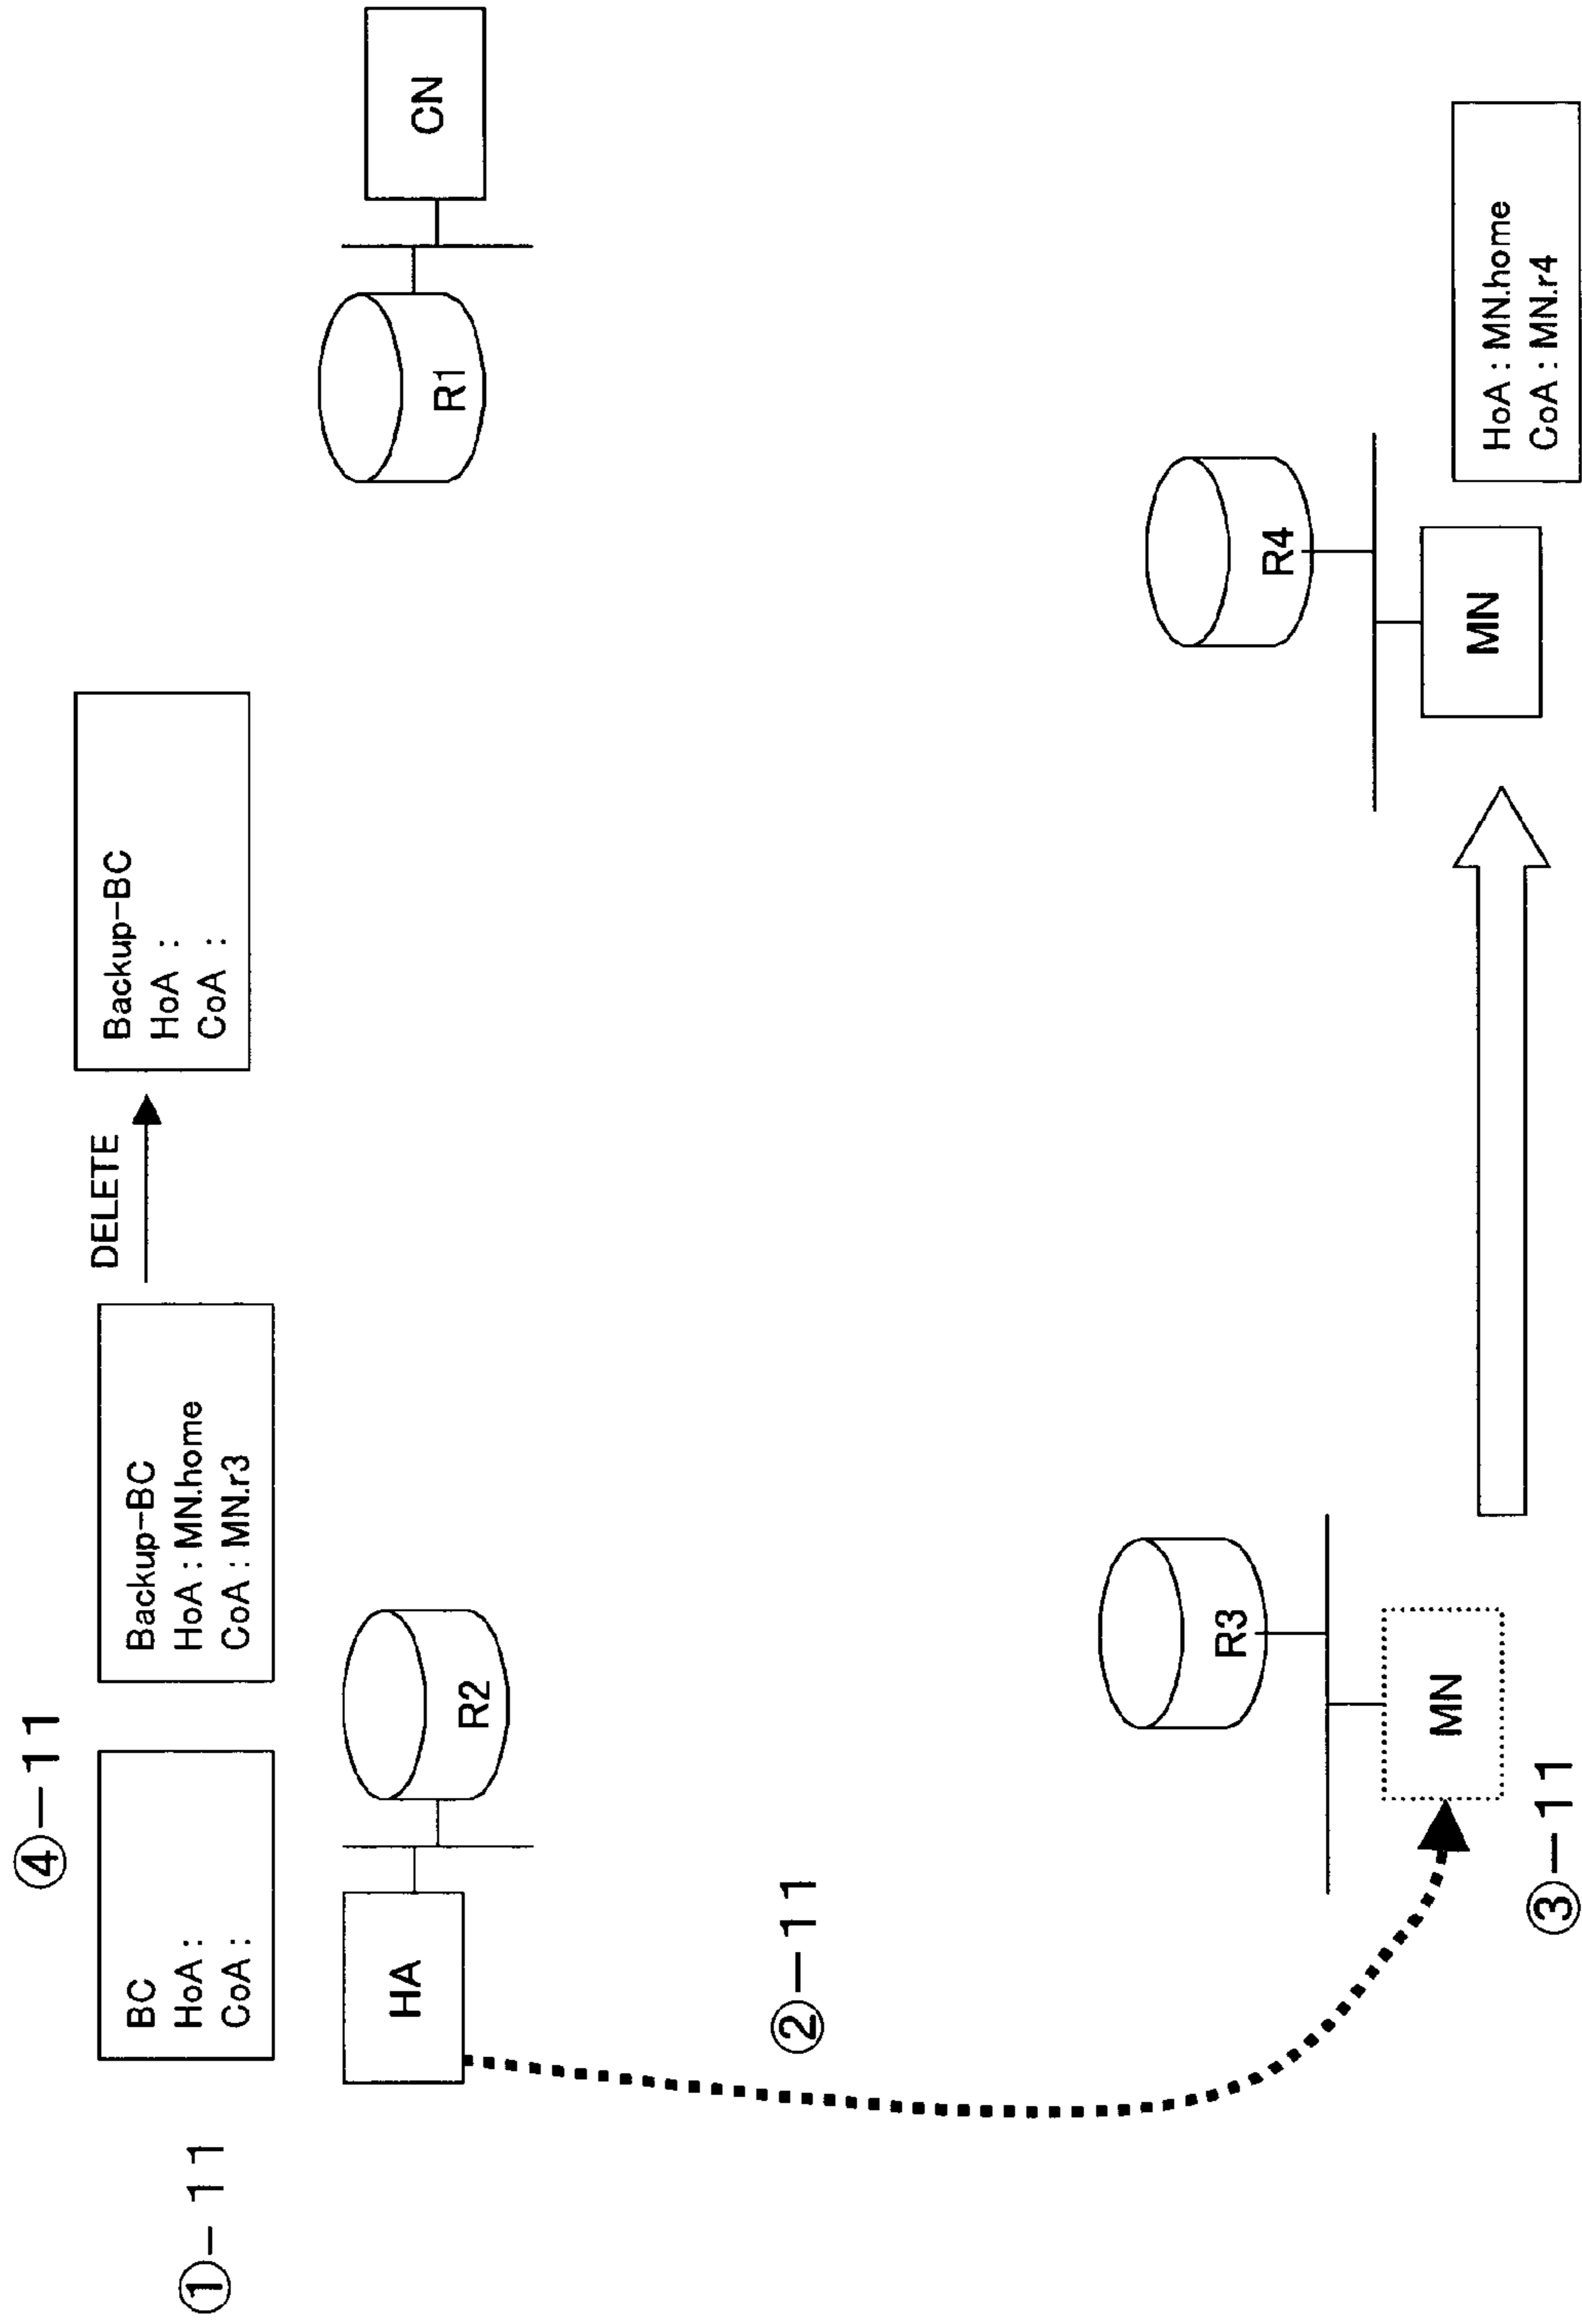 ④—11
①—11
BC
HoA :
CoA :
Backup-BC
HoA : MN.home
CoA : MN.r3
DELETE
Backup-BC
HoA :
CoA :
HA
R2
R1
CN
②—11
R3
MN
③—11
R4
MN
HoA : MN.home
CoA : MN.r4